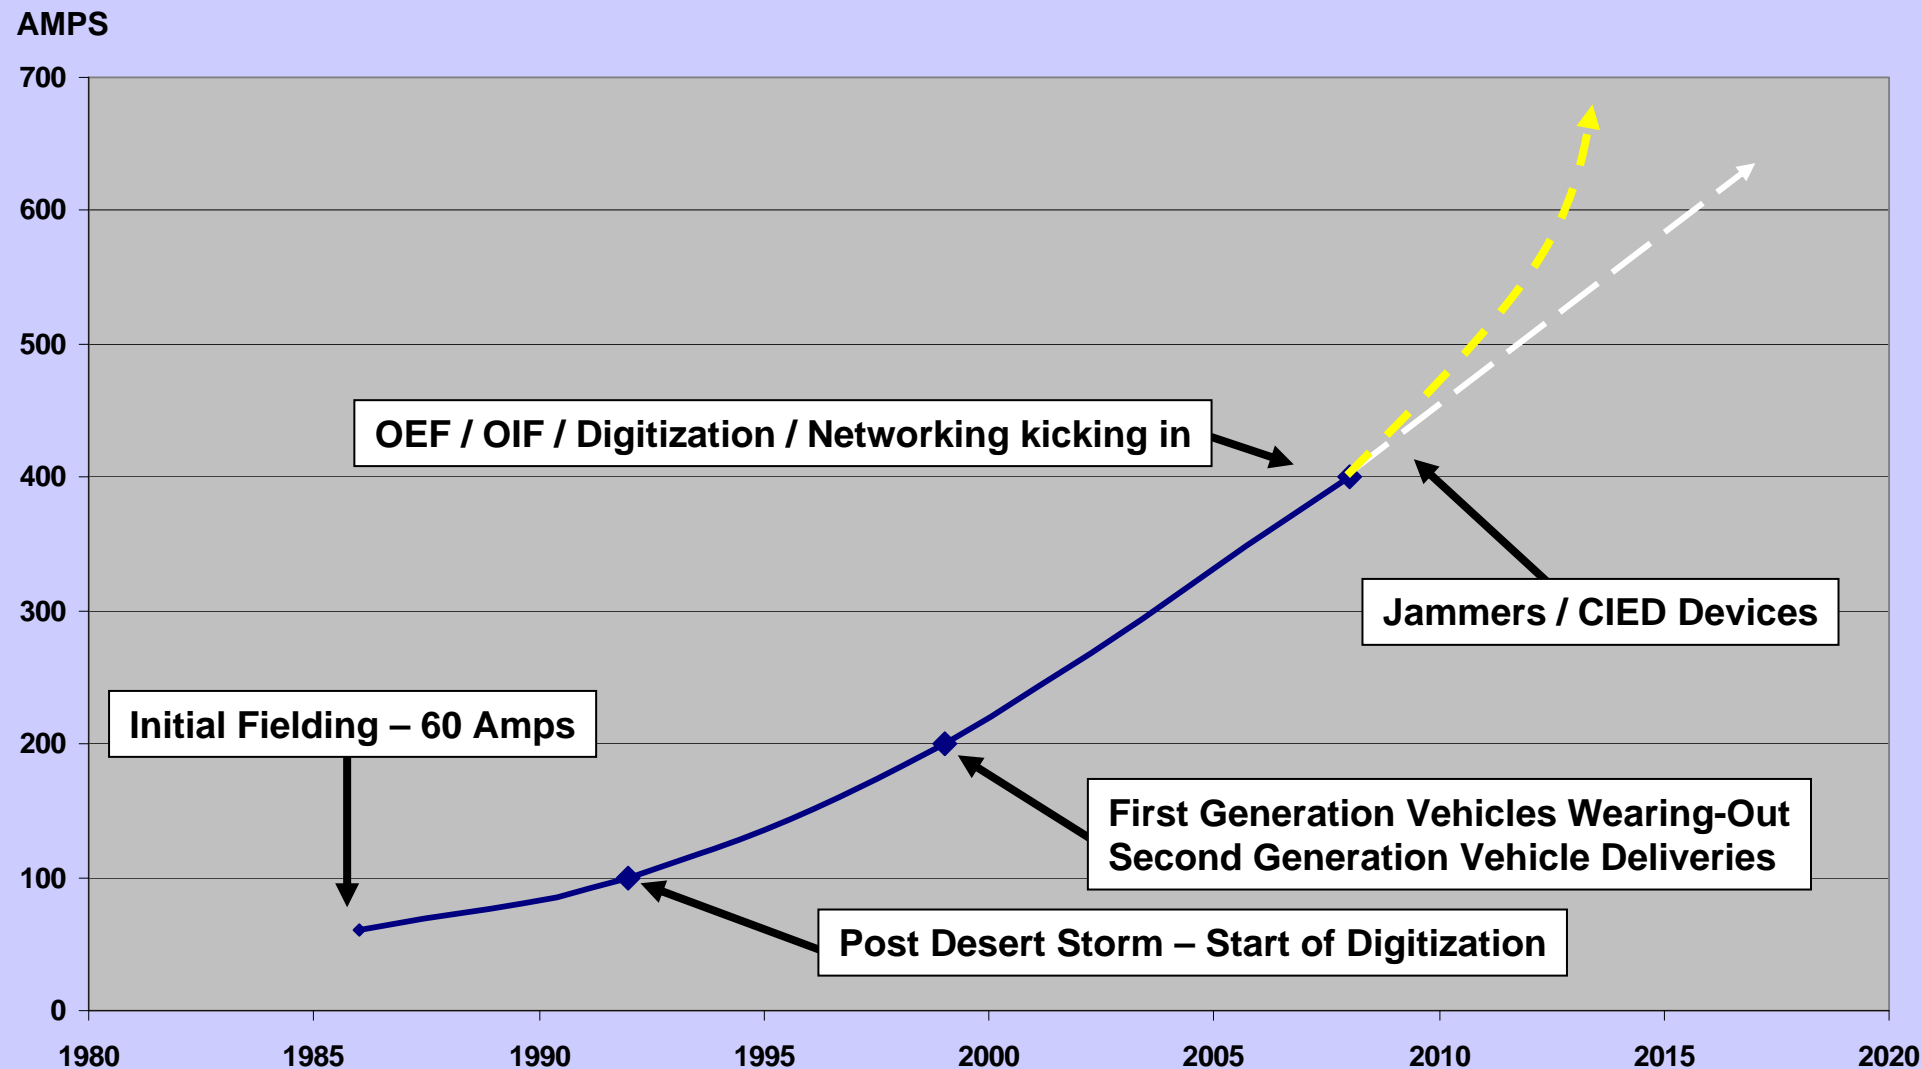 AMPS
700
600
500
400
300
200
100
0
OEF / OIF / Digitization / Networking kicking in
Jammers / CIED Devices
Initial Fielding – 60 Amps
First Generation Vehicles Wearing-Out
Second Generation Vehicle Deliveries
Post Desert Storm – Start of Digitization
1980 1985 1990 1995 2000 2005 2010 2015 2020